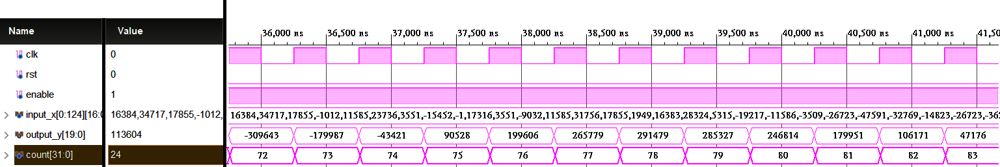 Name Value
36,000 ns 36,500 ns 37,000 ns 37,500 ns 38,000 ns 38,500 ns 39,000 ns 39,500 ns 40,000 ns 40,500 ns 41,000 ns 41,50
clk 0
rst 0
enable 1
input_x[0:124][16:0 16384,34717,17855,-1012, 16384,34717,17855,-1012,11585,23736,3551,-15452,-1,17316,3551,-9032,11585,31756,17855,1949,16383,28324,5315,-19217,-11586,-3509,-26723,-47591,-32769,-14823,-26723,-362
output_y[19:0] 113604 -309643 -179987 -43421 90528 199606 265779 291479 285327 246814 179951 106171 47176
count[31:0] 24 72 73 74 75 76 77 78 79 80 81 82 83